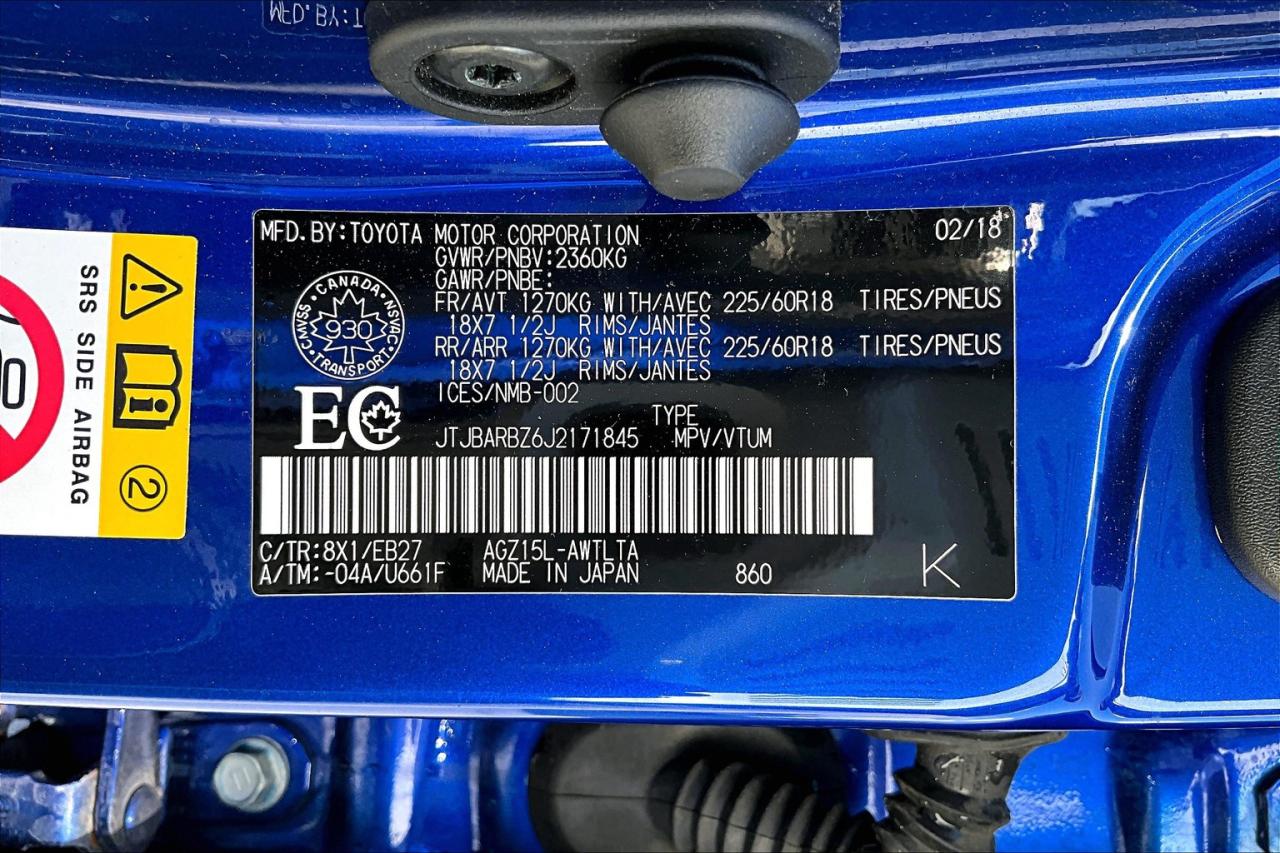 MFD.BY:TOYOTA MOTOR CORPORATION 02/18
GVWR/PNBV:2360KG
GAWR/PNBE:
FR/AVT 1270KG WITH/AVEC 225/60R18 TIRES/PNEUS
18X7 1/2J RIMS/JANTES
RR/ARR 1270KG WITH/AVEC 225/60R18 TIRES/PNEUS
18X7 1/2J RIMS/JANTES
ICES/NMB-002
CANADA
CMVSS
NSVAC
930
TRANSPORT
EC
TYPE
JTJBARBZ6J2171845 MPV/VTUM
C/TR:8X1/EB27 AGZ15L-AWTLTA
A/TM:-04A/U661F MADE IN JAPAN 860 K
SRS SIDE AIRBAG
2